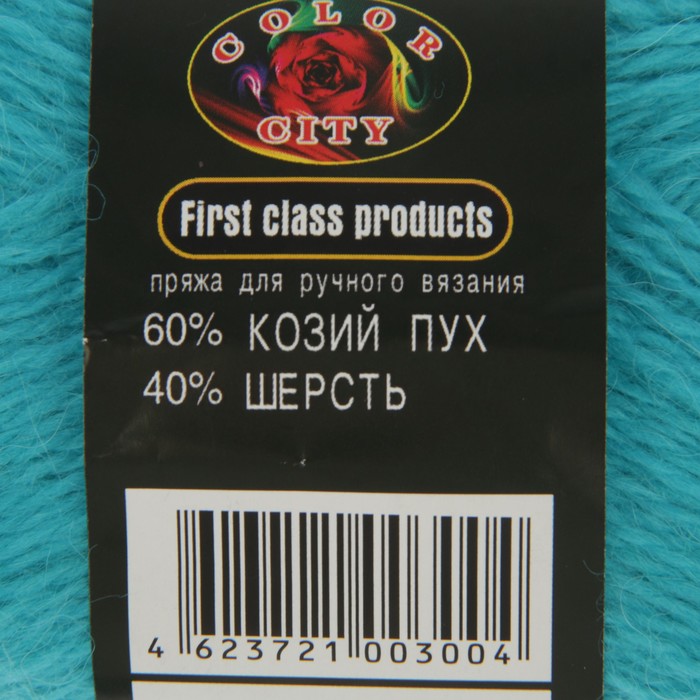 COLOR
CITY
First class products
пряжа для ручного вязания
60% КОЗИЙ ПУХ
40% ШЕРСТЬ
4 623721 003004